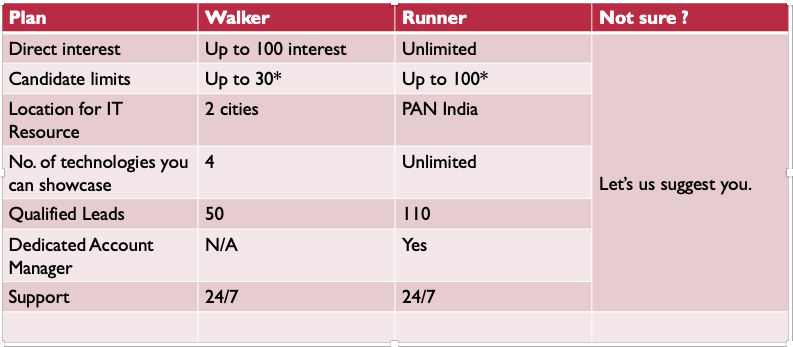 Plan Walker Runner Not sure ?
Direct interest Up to 100 interest Unlimited
Candidate limits Up to 30* Up to 100*
Location for IT 2 cities PAN India
Resource
No. of technologies you 4 Unlimited
can showcase
Let's us suggest you.
Qualified Leads 50 110
Dedicated Account N/A Yes
Manager
Support 24/7 24/7